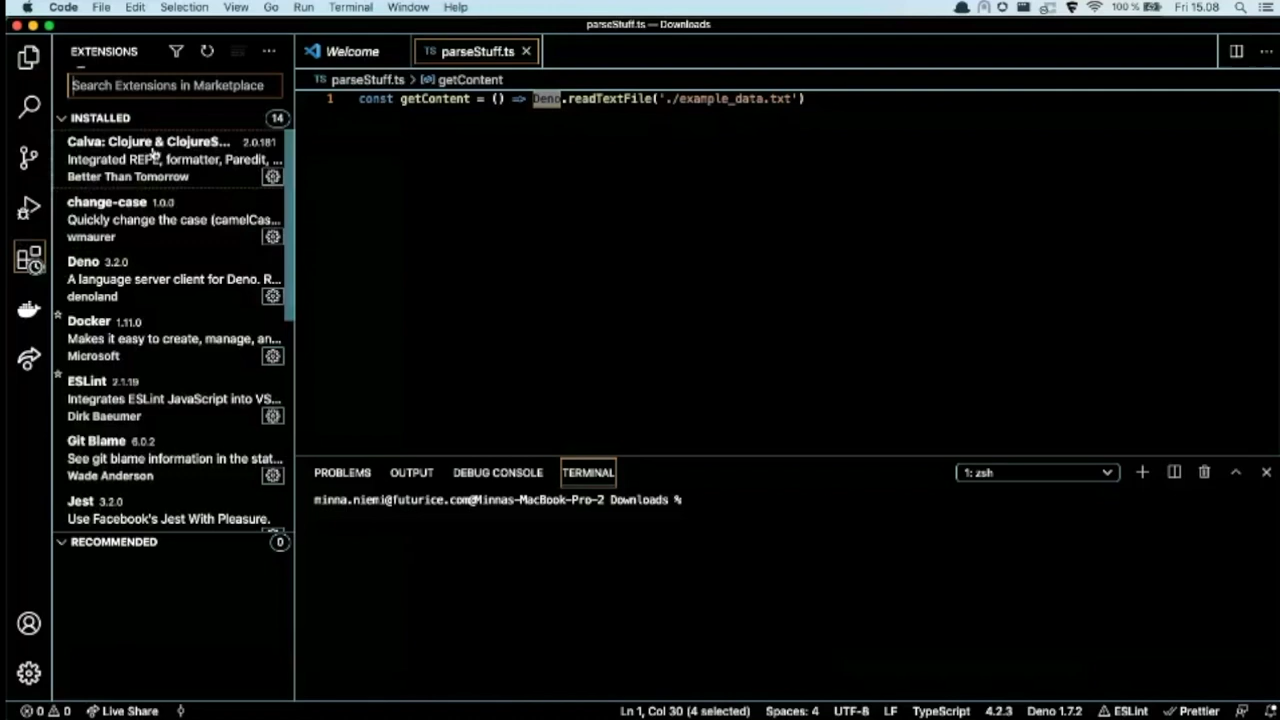 Code File Edit Selection View Go Run Terminal Window Help 100 % Fri 15.08
parseStuff.ts — Downloads
EXTENSIONS
Welcome
TS parseStuff.ts
Search Extensions in Marketplace
TS parseStuff.ts > getContent
1 const getContent = () => Deno.readTextFile('./example_data.txt')
INSTALLED 14
Calva: Clojure & ClojureS... 2.0.181
Integrated REPL, formatter, Paredit, ...
Better Than Tomorrow
change-case 1.0.0
Quickly change the case (camelCas...
wmaurer
Deno 3.2.0
A language server client for Deno. R...
denoland
Docker 1.11.0
Makes it easy to create, manage, an...
Microsoft
ESLint 2.1.19
Integrates ESLint JavaScript into VS...
Dirk Baeumer
Git Blame 6.0.2
See git blame information in the stat...
Wade Anderson
Jest 3.2.0
Use Facebook's Jest With Pleasure.
RECOMMENDED 0
PROBLEMS OUTPUT DEBUG CONSOLE TERMINAL 1: zsh
minna.niemi@futurice.com@Minnas-MacBook-Pro-2 Downloads %
0 0 Live Share Ln 1, Col 30 (4 selected) Spaces: 4 UTF-8 LF TypeScript 4.2.3 Deno 1.7.2 ESLint Prettier